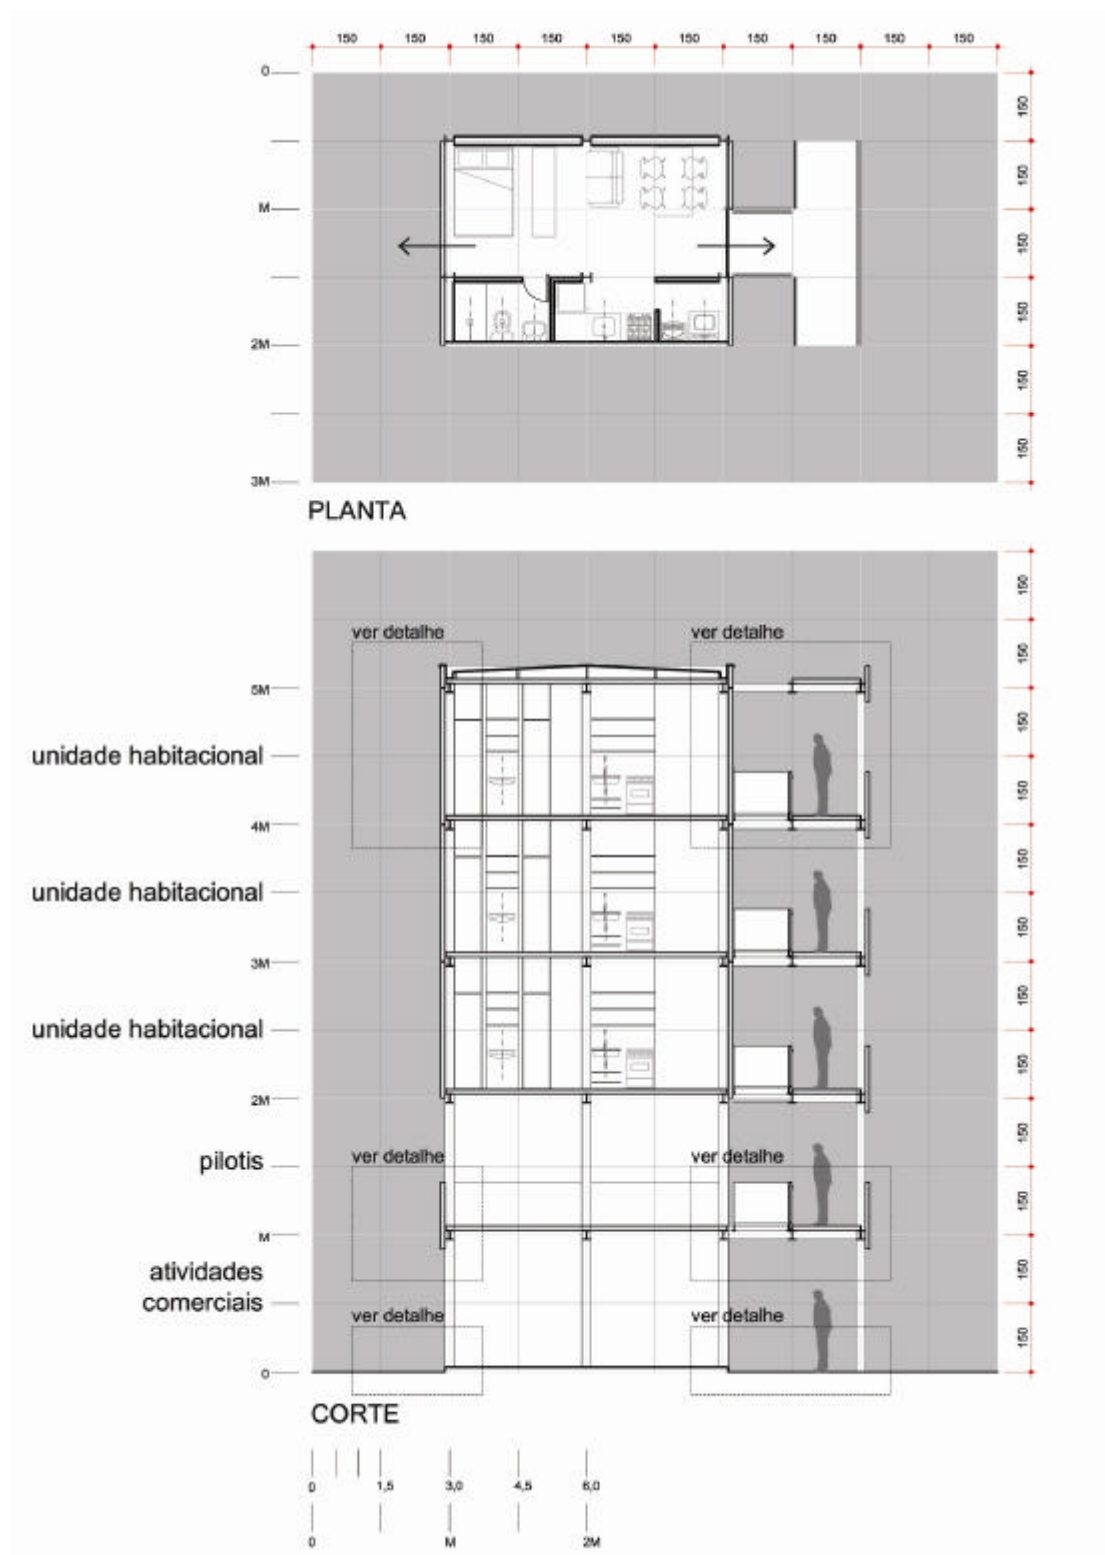 150 150 150 150 150 150 150 150 150 150
0
150
150
M
150
150
2M
150
3M
150
PLANTA
150
ver detalhe ver detalhe
150
5M
150
unidade habitacional
150
4M
150
unidade habitacional
150
3M
150
unidade habitacional
150
2M
150
ver detalhe ver detalhe
pilotis
150
M
150
atividades
comerciais
ver detalhe ver detalhe
150
0
CORTE
0 1,5 3,0 4,5 6,0
0 M 2M